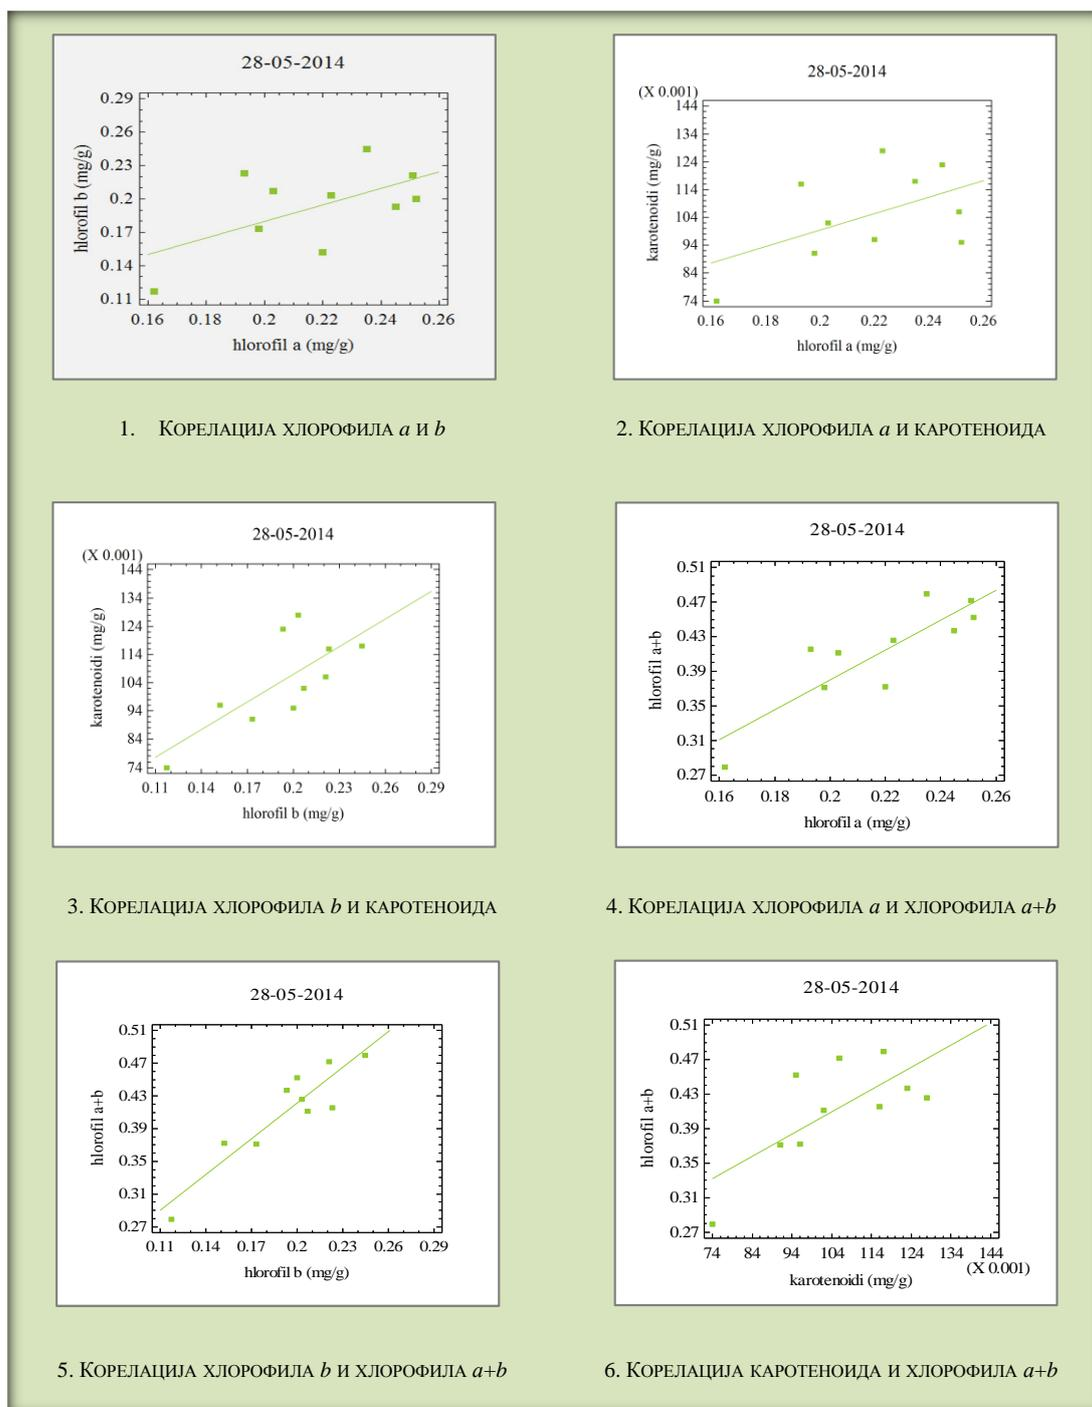 28-05-2014
hlorofil b (mg/g)
0.29
0.26
0.23
0.2
0.17
0.14
0.11
0.16 0.18 0.2 0.22 0.24 0.26
hlorofil a (mg/g)
1. КОРЕЛАЦИЈА ХЛОРОФИЛА a И b
28-05-2014
(X 0.001)
karotenoidi (mg/g)
144
134
124
114
104
94
84
74
0.16 0.18 0.2 0.22 0.24 0.26
hlorofil a (mg/g)
2. КОРЕЛАЦИЈА ХЛОРОФИЛА a И КАРОТЕНОИДА
28-05-2014
(X 0.001)
karotenoidi (mg/g)
144
134
124
114
104
94
84
74
0.11 0.14 0.17 0.2 0.23 0.26 0.29
hlorofil b (mg/g)
3. КОРЕЛАЦИЈА ХЛОРОФИЛА b И КАРОТЕНОИДА
28-05-2014
hlorofil a+b
0.51
0.47
0.43
0.39
0.35
0.31
0.27
0.16 0.18 0.2 0.22 0.24 0.26
hlorofil a (mg/g)
4. КОРЕЛАЦИЈА ХЛОРОФИЛА a И ХЛОРОФИЛА a+b
28-05-2014
hlorofil a+b
0.51
0.47
0.43
0.39
0.35
0.31
0.27
0.11 0.14 0.17 0.2 0.23 0.26 0.29
hlorofil b (mg/g)
5. КОРЕЛАЦИЈА ХЛОРОФИЛА b И ХЛОРОФИЛА a+b
28-05-2014
hlorofil a+b
0.51
0.47
0.43
0.39
0.35
0.31
0.27
74 84 94 104 114 124 134 144
(X 0.001)
karotenoidi (mg/g)
6. КОРЕЛАЦИЈА КАРОТЕНОИДА И ХЛОРОФИЛА a+b